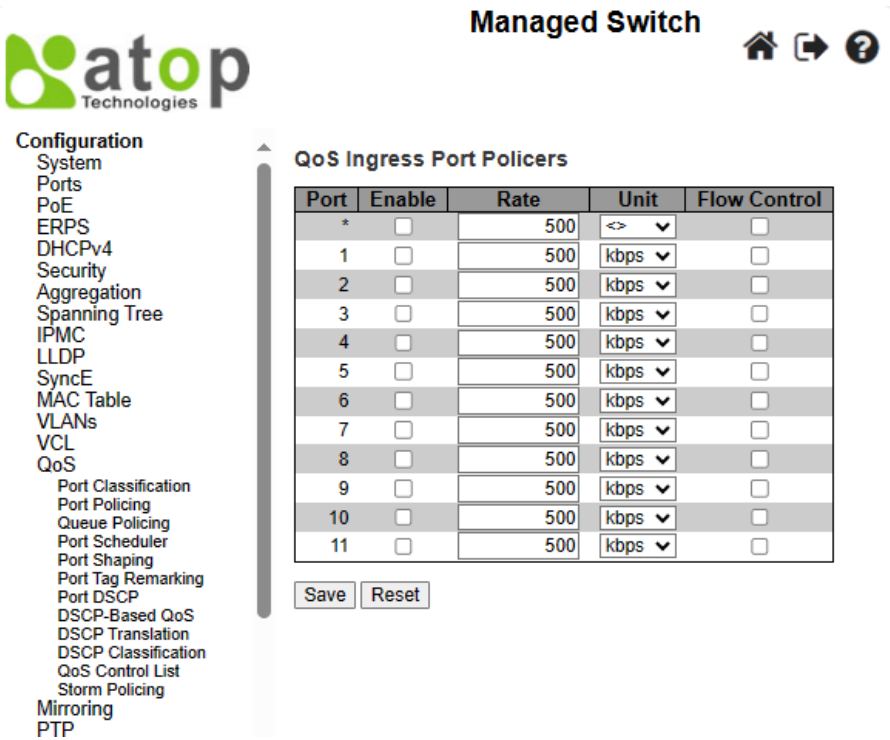 Managed Switch
atop
Technologies
Configuration
System
Ports
PoE
ERPS
DHCPv4
Security
Aggregation
Spanning Tree
IPMC
LLDP
SyncE
MAC Table
VLANs
VCL
QoS
Port Classification
Port Policing
Queue Policing
Port Scheduler
Port Shaping
Port Tag Remarking
Port DSCP
DSCP-Based QoS
DSCP Translation
DSCP Classification
QoS Control List
Storm Policing
Mirroring
PTP
QoS Ingress Port Policers
Port Enable Rate Unit Flow Control
* 500 <>
1 500 kbps
2 500 kbps
3 500 kbps
4 500 kbps
5 500 kbps
6 500 kbps
7 500 kbps
8 500 kbps
9 500 kbps
10 500 kbps
11 500 kbps
Save Reset